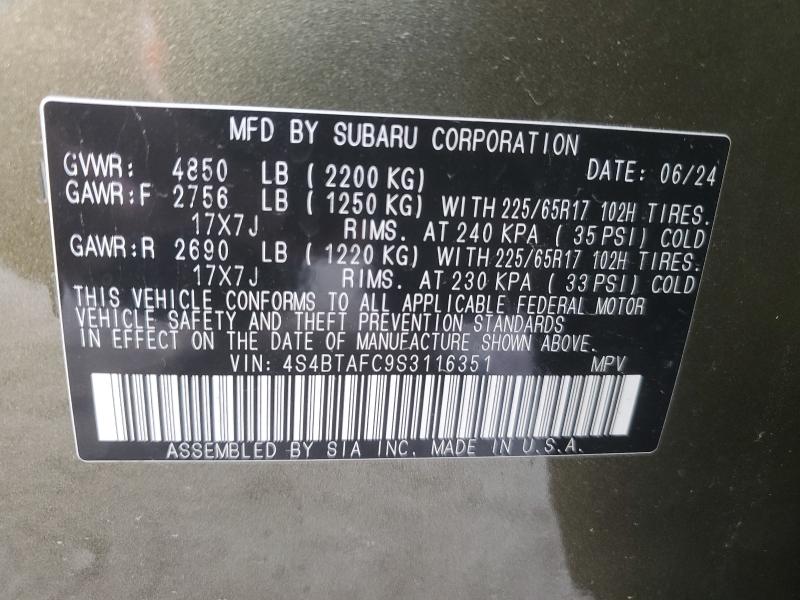 MFD BY SUBARU CORPORATION
GVWR: 4850 LB ( 2200 KG) DATE: 06/24
GAWR:F 2756 LB ( 1250 KG) WITH 225/65R17 102H TIRES.
17X7J RIMS. AT 240 KPA ( 35 PSI) COLD
GAWR:R 2690 LB ( 1220 KG) WITH 225/65R17 102H TIRES.
17X7J RIMS. AT 230 KPA ( 33 PSI) COLD
THIS VEHICLE CONFORMS TO ALL APPLICABLE FEDERAL MOTOR
VEHICLE SAFETY AND THEFT PREVENTION STANDARDS
IN EFFECT ON THE DATE OF MANUFACTURE SHOWN ABOVE.
VIN: 4S4BTAFC9S3116351 MPV
ASSEMBLED BY SIA INC. MADE IN U.S.A.